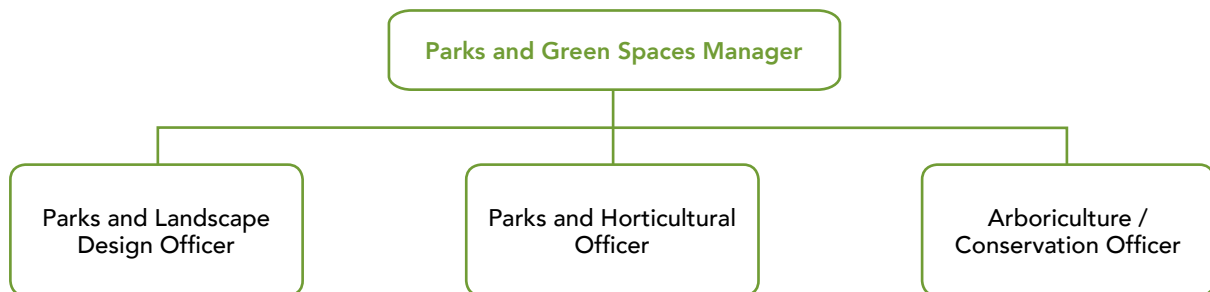 Parks and Green Spaces Manager
Parks and Landscape
Design Officer
Parks and Horticultural
Officer
Arboriculture /
Conservation Officer